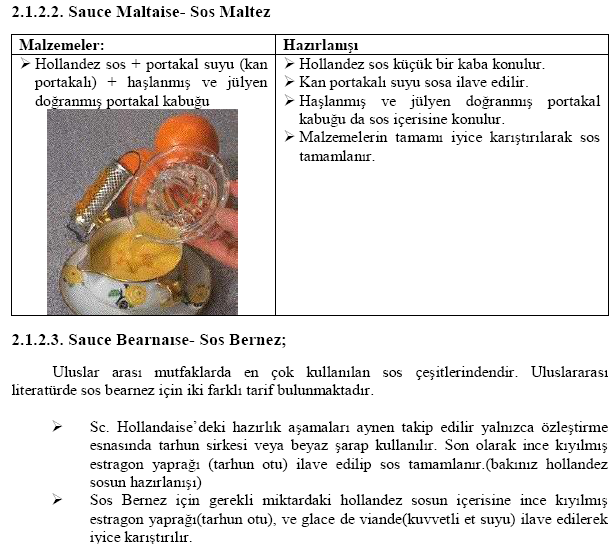 2.1.2.2. Sauce Maltaise- Sos Maltez
Malzemeler:
➢ Hollandez sos + portakal suyu (kan
portakalı) + haşlanmış ve jülyen
doğranmış portakal kabuğu
Hazırlanışı
➢ Hollandez sos küçük bir kaba konulur.
➢ Kan portakalı suyu sosa ilave edilir.
➢ Haşlanmış ve jülyen doğranmış portakal
kabuğu da sos içerisine konulur.
➢ Malzemelerin tamamı iyice karıştırılarak sos
tamamlanır.
2.1.2.3. Sauce Bearnaıse- Sos Bernez;
Uluslar arası mutfaklarda en çok kullanılan sos çeşitlerindendir. Uluslararası
literatürde sos bearnez için iki farklı tarif bulunmaktadır.
➢ Sc. Hollandaise`deki hazırlık aşamaları aynen takip edilir yalnızca özleştirme
esnasında tarhun sirkesi veya beyaz şarap kullanılır. Son olarak ince kıyılmış
estragon yaprağı (tarhun otu) ilave edilip sos tamamlanır.(bakınız hollandez
sosun hazırlanışı)
➢ Sos Bernez için gerekli miktardaki hollandez sosun içerisine ince kıyılmış
estragon yaprağı(tarhun otu), ve glace de viande(kuvvetli et suyu) ilave edilerek
iyice karıştırılır.